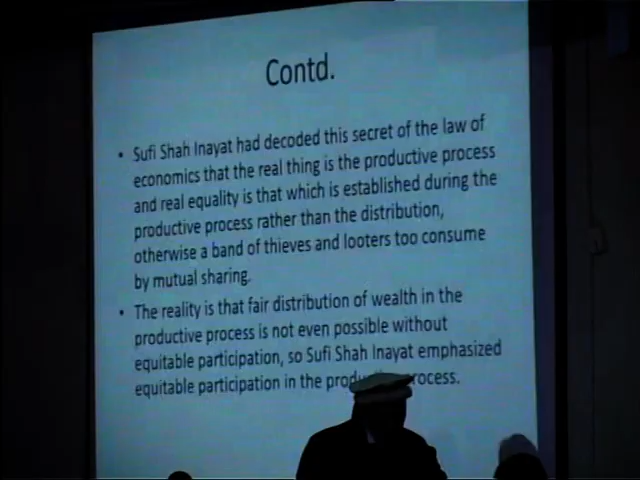 Contd.
• Sufi Shah Inayat had decoded this secret of the law of
economics that the real thing is the productive process
and real equality is that which is established during the
productive process rather than the distribution,
otherwise a band of thieves and looters too consume
by mutual sharing.
• The reality is that fair distribution of wealth in the
productive process is not even possible without
equitable participation, so Sufi Shah Inayat emphasized
equitable participation in the